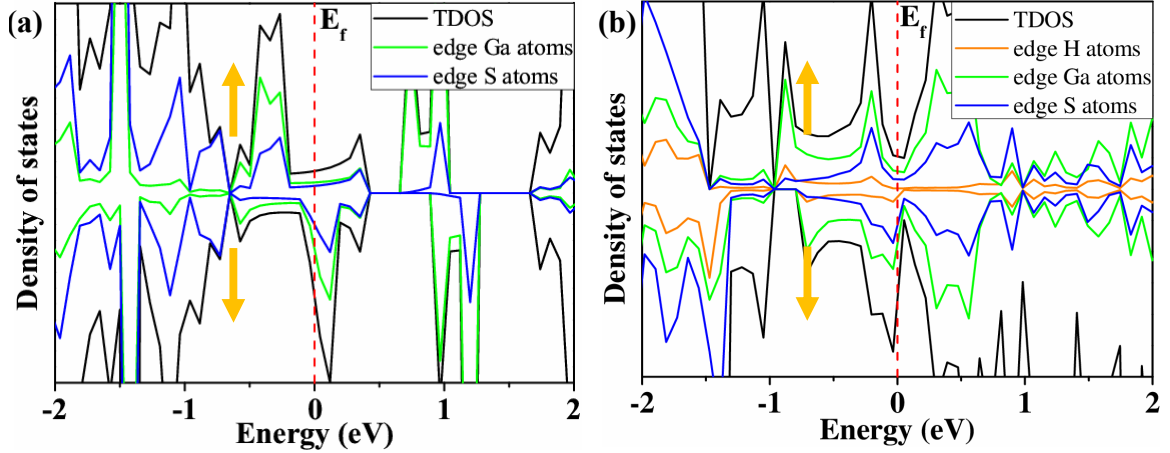 (a)
E_f
TDOS
edge Ga atoms
edge S atoms
Density of states
-2
-1
0
1
2
Energy (eV)
(b)
E_f
TDOS
edge H atoms
edge Ga atoms
edge S atoms
Density of states
-2
-1
0
1
2
Energy (eV)